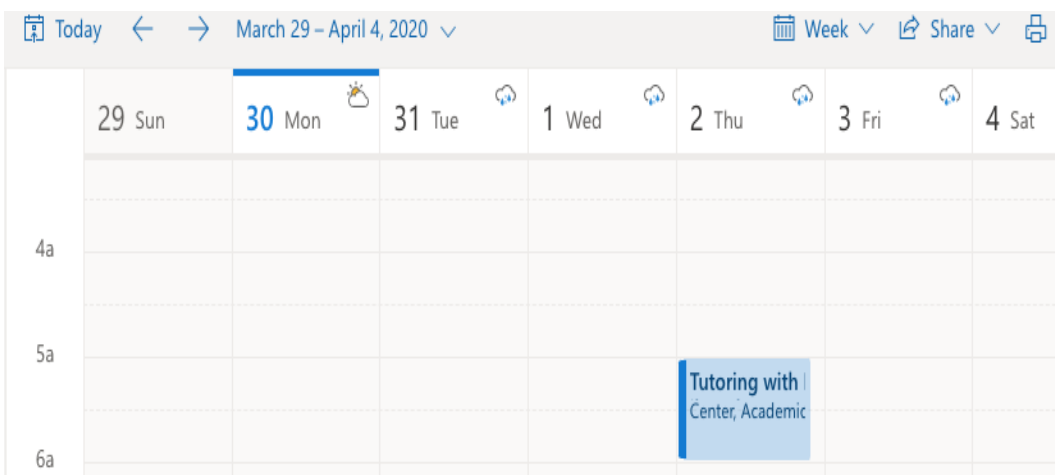 Today March 29 – April 4, 2020 Week Share
29 Sun 30 Mon 31 Tue 1 Wed 2 Thu 3 Fri 4 Sat
4a
5a
Tutoring with
Center, Academic
6a